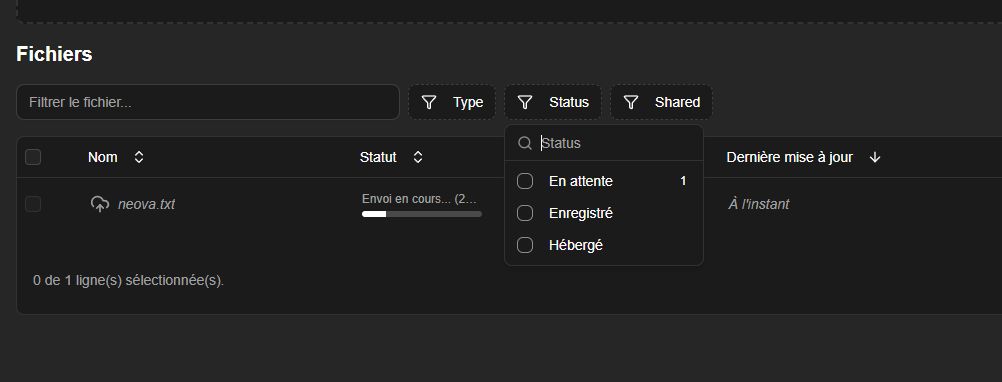 Fichiers
Filtrer le fichier...
Type
Status
Shared
Status
Nom
Statut
Dernière mise à jour
En attente 1
neova.txt
Envoi en cours... (2...
À l'instant
Enregistré
Hébergé
0 de 1 ligne(s) sélectionnée(s).